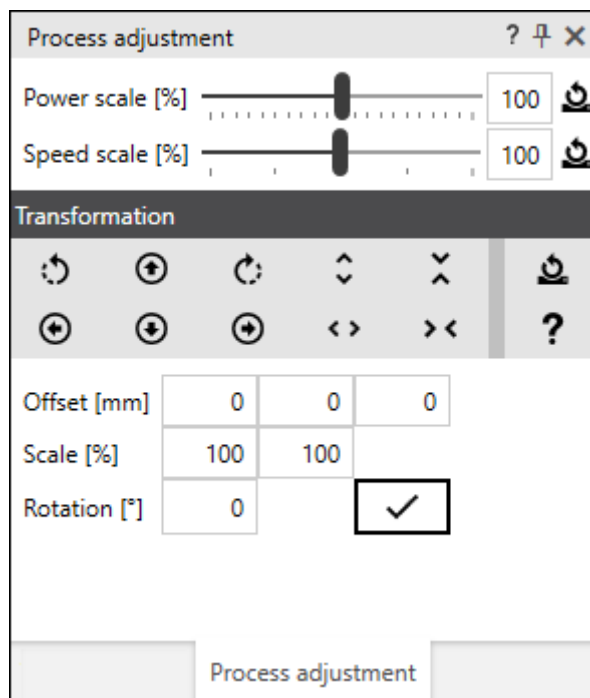 Process adjustment ?
Power scale [%] 100
Speed scale [%] 100
Transformation
?
Offset [mm] 0 0 0
Scale [%] 100 100
Rotation [°] 0
Process adjustment